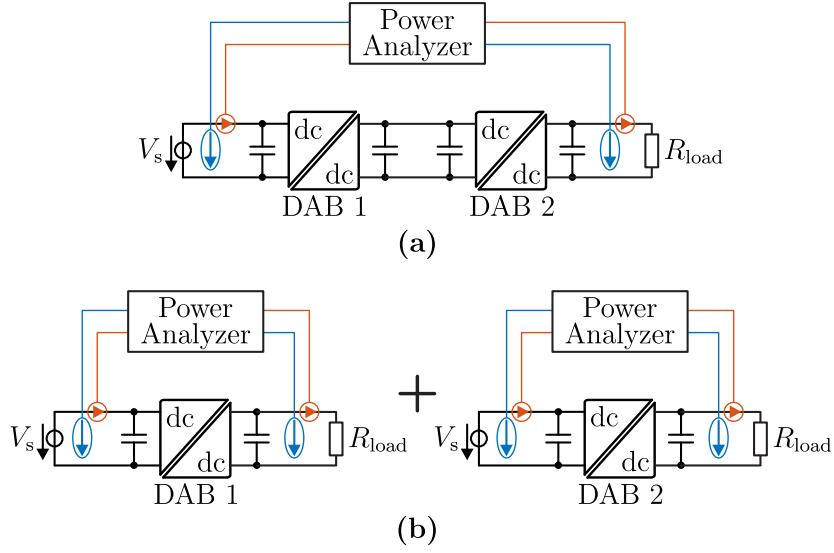 Power
Analyzer
V_s
dc
dc
dc
dc
R_load
DAB 1
DAB 2
(a)
Power
Analyzer
Power
Analyzer
V_s
dc
dc
R_load
+
V_s
dc
dc
R_load
DAB 1
DAB 2
(b)